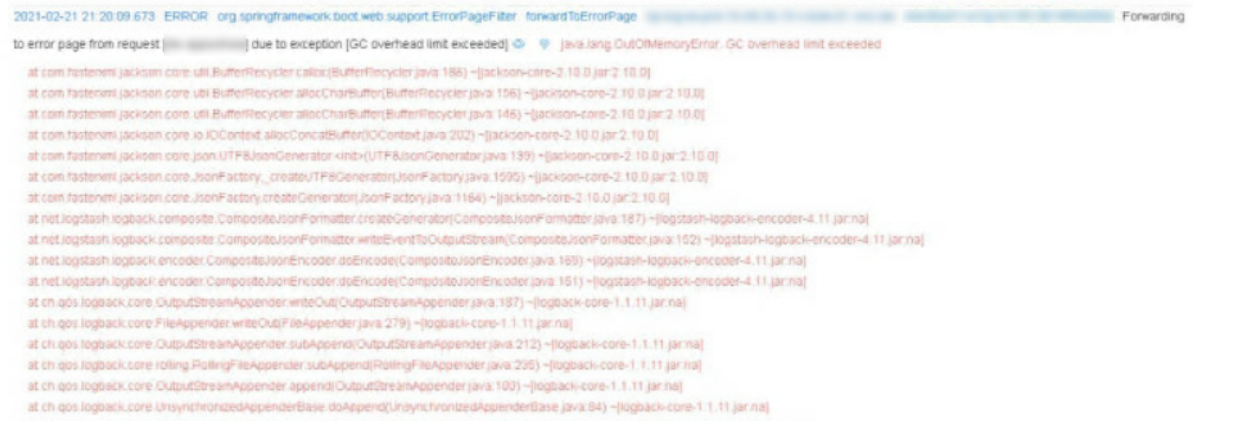 2021-02-21 21:20:09.673 ERROR org.springframework.boot.web.support.ErrorPageFilter forwardToErrorPage Forwarding
to error page from request [ ] due to exception [GC overhead limit exceeded] java.lang.OutOfMemoryError: GC overhead limit exceeded
at com.fasterxml.jackson.core.util.BufferRecycler.calloc(BufferRecycler.java:166) ~[jackson-core-2.10.0.jar:2.10.0]
at com.fasterxml.jackson.core.util.BufferRecycler.allocCharBuffer(BufferRecycler.java:156) ~[jackson-core-2.10.0.jar:2.10.0]
at com.fasterxml.jackson.core.util.BufferRecycler.allocCharBuffer(BufferRecycler.java:146) ~[jackson-core-2.10.0.jar:2.10.0]
at com.fasterxml.jackson.core.io.IOContext.allocConcatBuffer(IOContext.java:202) ~[jackson-core-2.10.0.jar:2.10.0]
at com.fasterxml.jackson.core.json.UTF8JsonGenerator.<init>(UTF8JsonGenerator.java:139) ~[jackson-core-2.10.0.jar:2.10.0]
at com.fasterxml.jackson.core.JsonFactory._createUTF8Generator(JsonFactory.java:1595) ~[jackson-core-2.10.0.jar:2.10.0]
at com.fasterxml.jackson.core.JsonFactory.createGenerator(JsonFactory.java:1164) ~[jackson-core-2.10.0.jar:2.10.0]
at net.logstash.logback.composite.CompositeJsonFormatter.createGenerator(CompositeJsonFormatter.java:187) ~[logstash-logback-encoder-4.11.jar:na]
at net.logstash.logback.composite.CompositeJsonFormatter.writeEventToOutputStream(CompositeJsonFormatter.java:152) ~[logstash-logback-encoder-4.11.jar:na]
at net.logstash.logback.encoder.CompositeJsonEncoder.doEncode(CompositeJsonEncoder.java:169) ~[logstash-logback-encoder-4.11.jar:na]
at net.logstash.logback.encoder.CompositeJsonEncoder.doEncode(CompositeJsonEncoder.java:151) ~[logstash-logback-encoder-4.11.jar:na]
at ch.qos.logback.core.OutputStreamAppender.writeOut(OutputStreamAppender.java:187) ~[logback-core-1.1.11.jar:na]
at ch.qos.logback.core.FileAppender.writeOut(FileAppender.java:279) ~[logback-core-1.1.11.jar:na]
at ch.qos.logback.core.OutputStreamAppender.subAppend(OutputStreamAppender.java:212) ~[logback-core-1.1.11.jar:na]
at ch.qos.logback.core.rolling.RollingFileAppender.subAppend(RollingFileAppender.java:235) ~[logback-core-1.1.11.jar:na]
at ch.qos.logback.core.OutputStreamAppender.append(OutputStreamAppender.java:100) ~[logback-core-1.1.11.jar:na]
at ch.qos.logback.core.UnsynchronizedAppenderBase.doAppend(UnsynchronizedAppenderBase.java:84) ~[logback-core-1.1.11.jar:na]